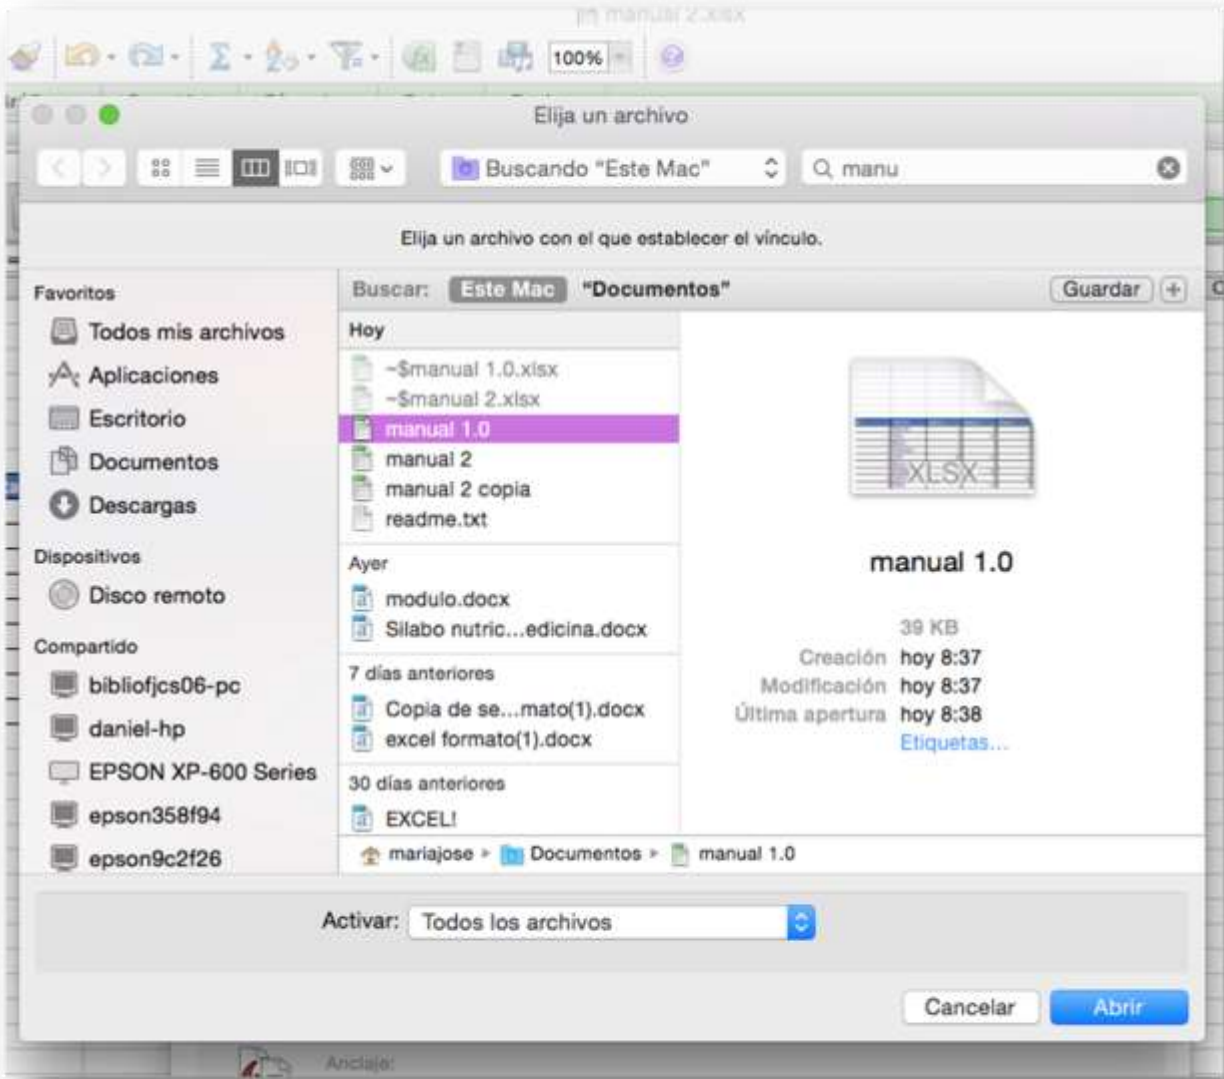 manual 2.xlsx
100%
Elija un archivo
Buscando "Este Mac"
manu
Elija un archivo con el que establecer el vínculo.
Favoritos
Todos mis archivos
Aplicaciones
Escritorio
Documentos
Descargas
Dispositivos
Disco remoto
Compartido
bibliofjcs06-pc
daniel-hp
EPSON XP-600 Series
epson358f94
epson9c2f26
Buscar: Este Mac "Documentos" Guardar +
Hoy
~$manual 1.0.xlsx
~$manual 2.xlsx
manual 1.0
manual 2
manual 2 copia
readme.txt
Ayer
modulo.docx
Silabo nutric...edicina.docx
7 días anteriores
Copia de se...mato(1).docx
excel formato(1).docx
30 días anteriores
EXCEL!
XLSX
manual 1.0
39 KB
Creación hoy 8:37
Modificación hoy 8:37
Última apertura hoy 8:38
Etiquetas...
mariajose ▸ Documentos ▸ manual 1.0
Activar: Todos los archivos
Cancelar Abrir
Anclaje: